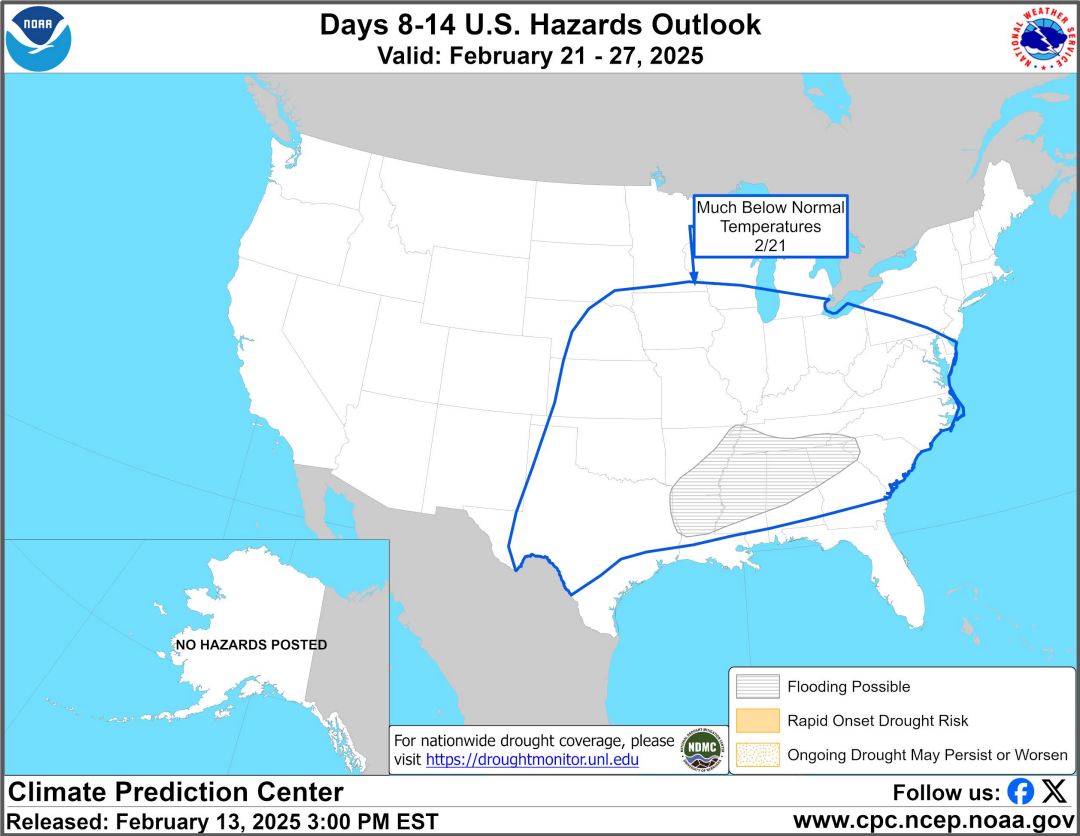 NOAA
Days 8-14 U.S. Hazards Outlook
Valid: February 21 - 27, 2025
NATIONAL WEATHER SERVICE
Much Below Normal
Temperatures
2/21
NO HAZARDS POSTED
For nationwide drought coverage, please
visit https://droughtmonitor.unl.edu
NDMC
Flooding Possible
Rapid Onset Drought Risk
Ongoing Drought May Persist or Worsen
Climate Prediction Center
Follow us:
Released: February 13, 2025 3:00 PM EST
www.cpc.ncep.noaa.gov